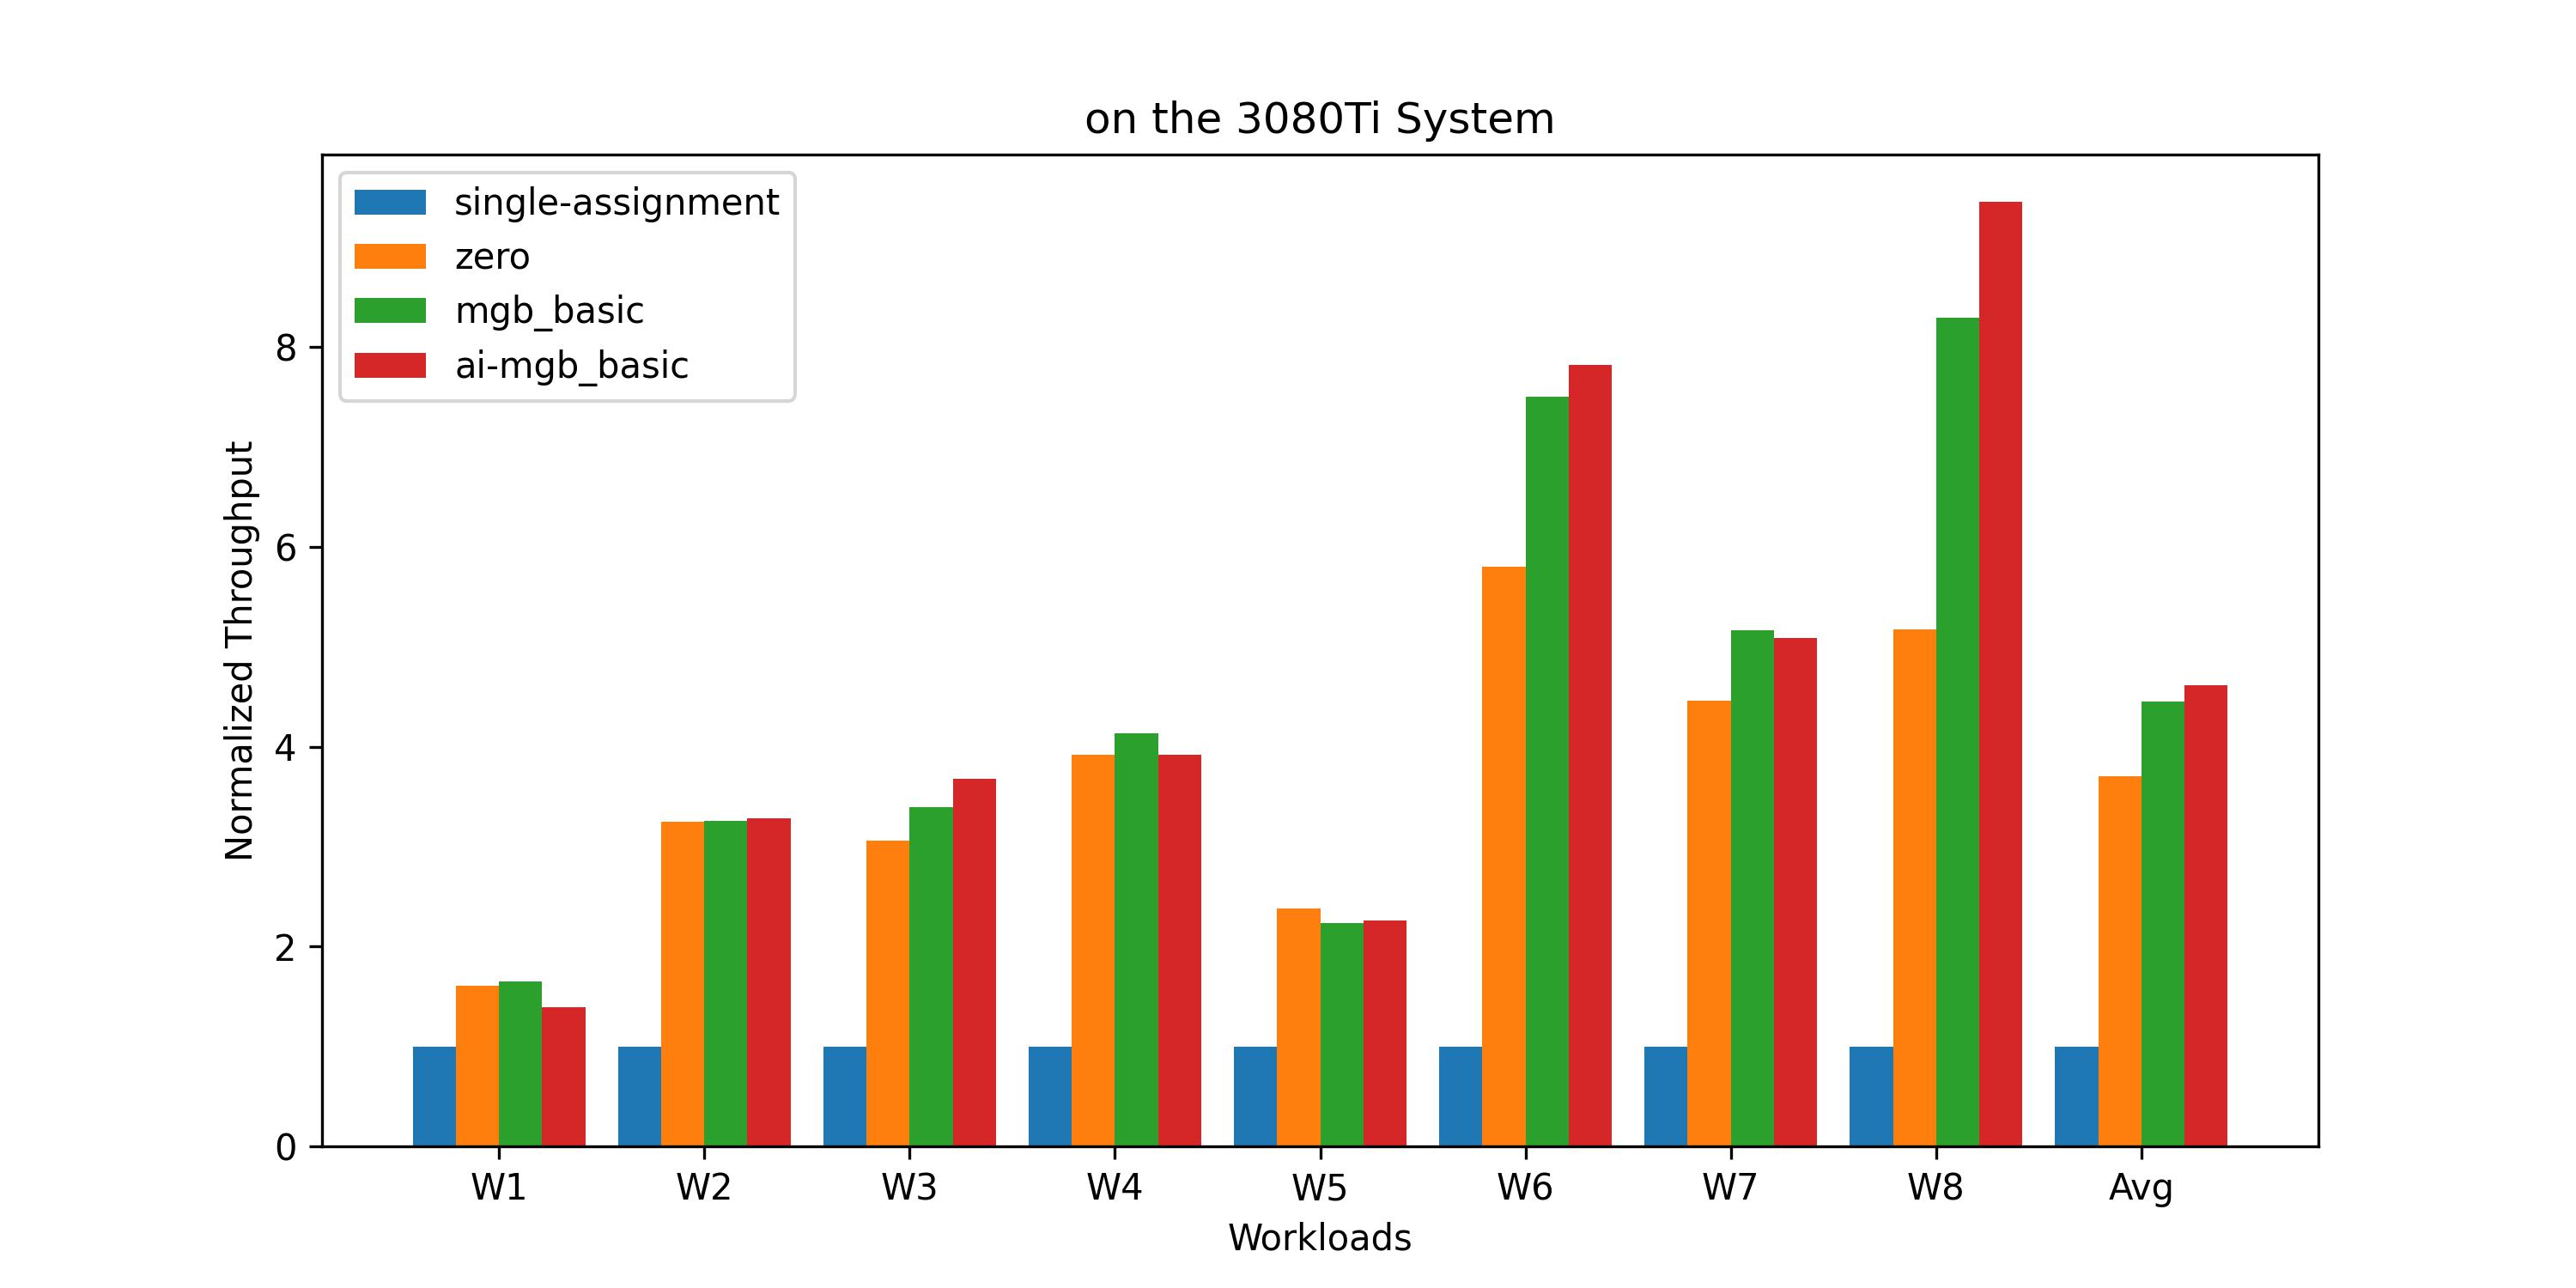 on the 3080Ti System
single-assignment
zero
mgb_basic
ai-mgb_basic
Normalized Throughput
8
6
4
2
0
W1 W2 W3 W4 W5 W6 W7 W8 Avg
Workloads